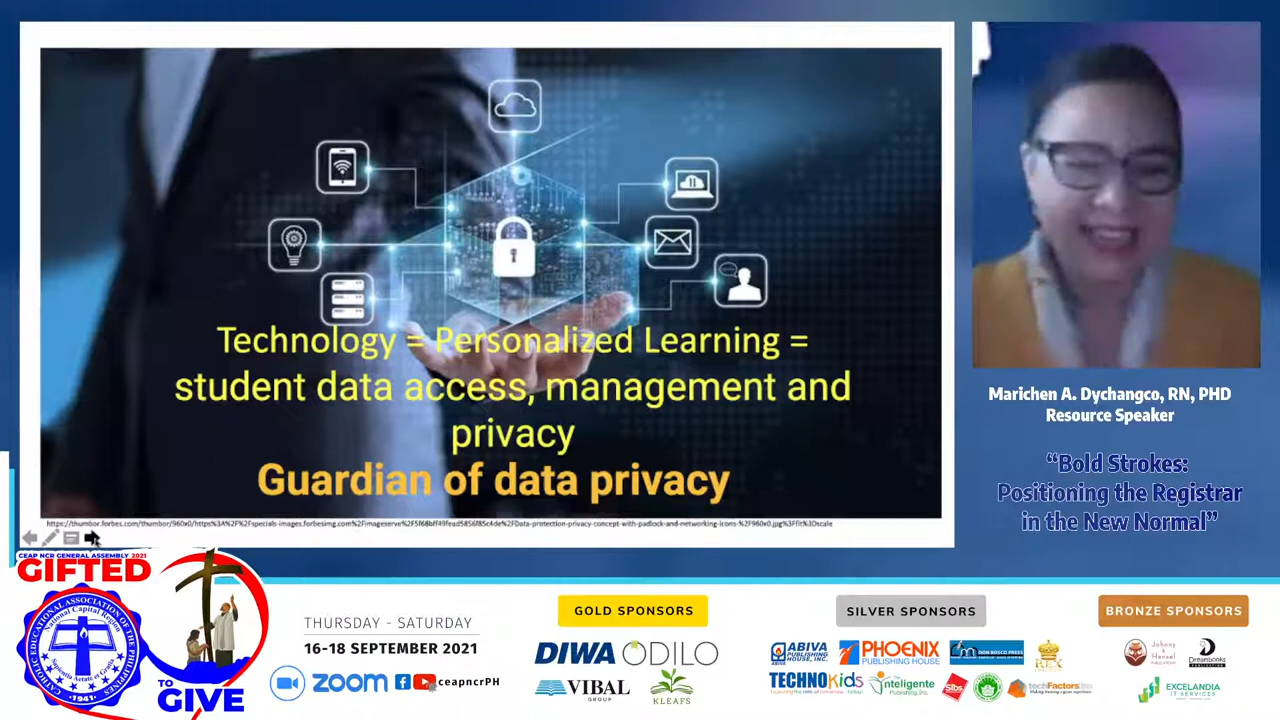 Technology = Personalized Learning =
student data access, management and
privacy
Guardian of data privacy
Marichen A. Dychangco, RN, PHD
Resource Speaker
“Bold Strokes:
Positioning the Registrar
in the New Normal”
CEAP NCR GENERAL ASSEMBLY 2021
GIFTED
TO
GIVE
CATHOLIC EDUCATIONAL ASSOCIATION OF THE PHILIPPINES
National Capital Region
1941
THURSDAY - SATURDAY
16-18 SEPTEMBER 2021
zoom
ceapncrPH
GOLD SPONSORS
DIWA
ODILO
VIBAL
GROUP
KLEAFS
SILVER SPONSORS
ABIVA
PUBLISHING
HOUSE, INC.
PHOENIX
PUBLISHING HOUSE
DON BOSCO PRESS
REX
TECHNOKids
inteligente
Publishing, Inc.
Sibs
techFactors Inc.
BRONZE SPONSORS
Johnny
&
Hansel
Dreambooks
EXCELANDIA
IT SERVICES